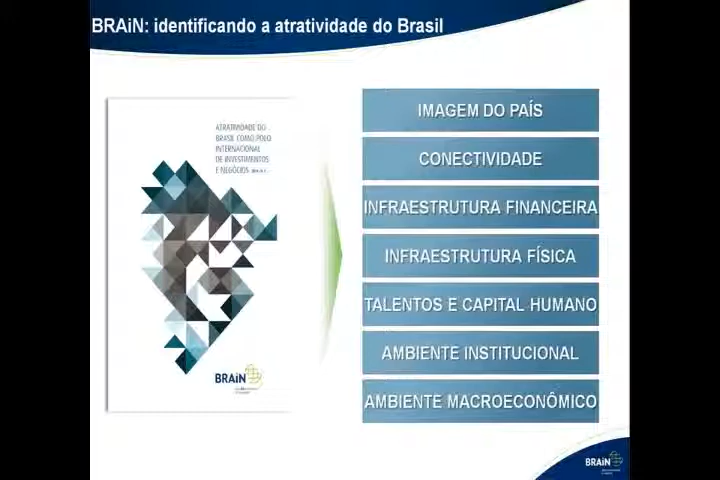 BRAiN: identificando a atratividade do Brasil
ATRATIVIDADE DO
BRASIL COMO POLO
INTERNACIONAL
DE INVESTIMENTOS
E NEGÓCIOS
BRAiN
IMAGEM DO PAÍS
CONECTIVIDADE
INFRAESTRUTURA FINANCEIRA
INFRAESTRUTURA FÍSICA
TALENTOS E CAPITAL HUMANO
AMBIENTE INSTITUCIONAL
AMBIENTE MACROECONÔMICO
BRAiN